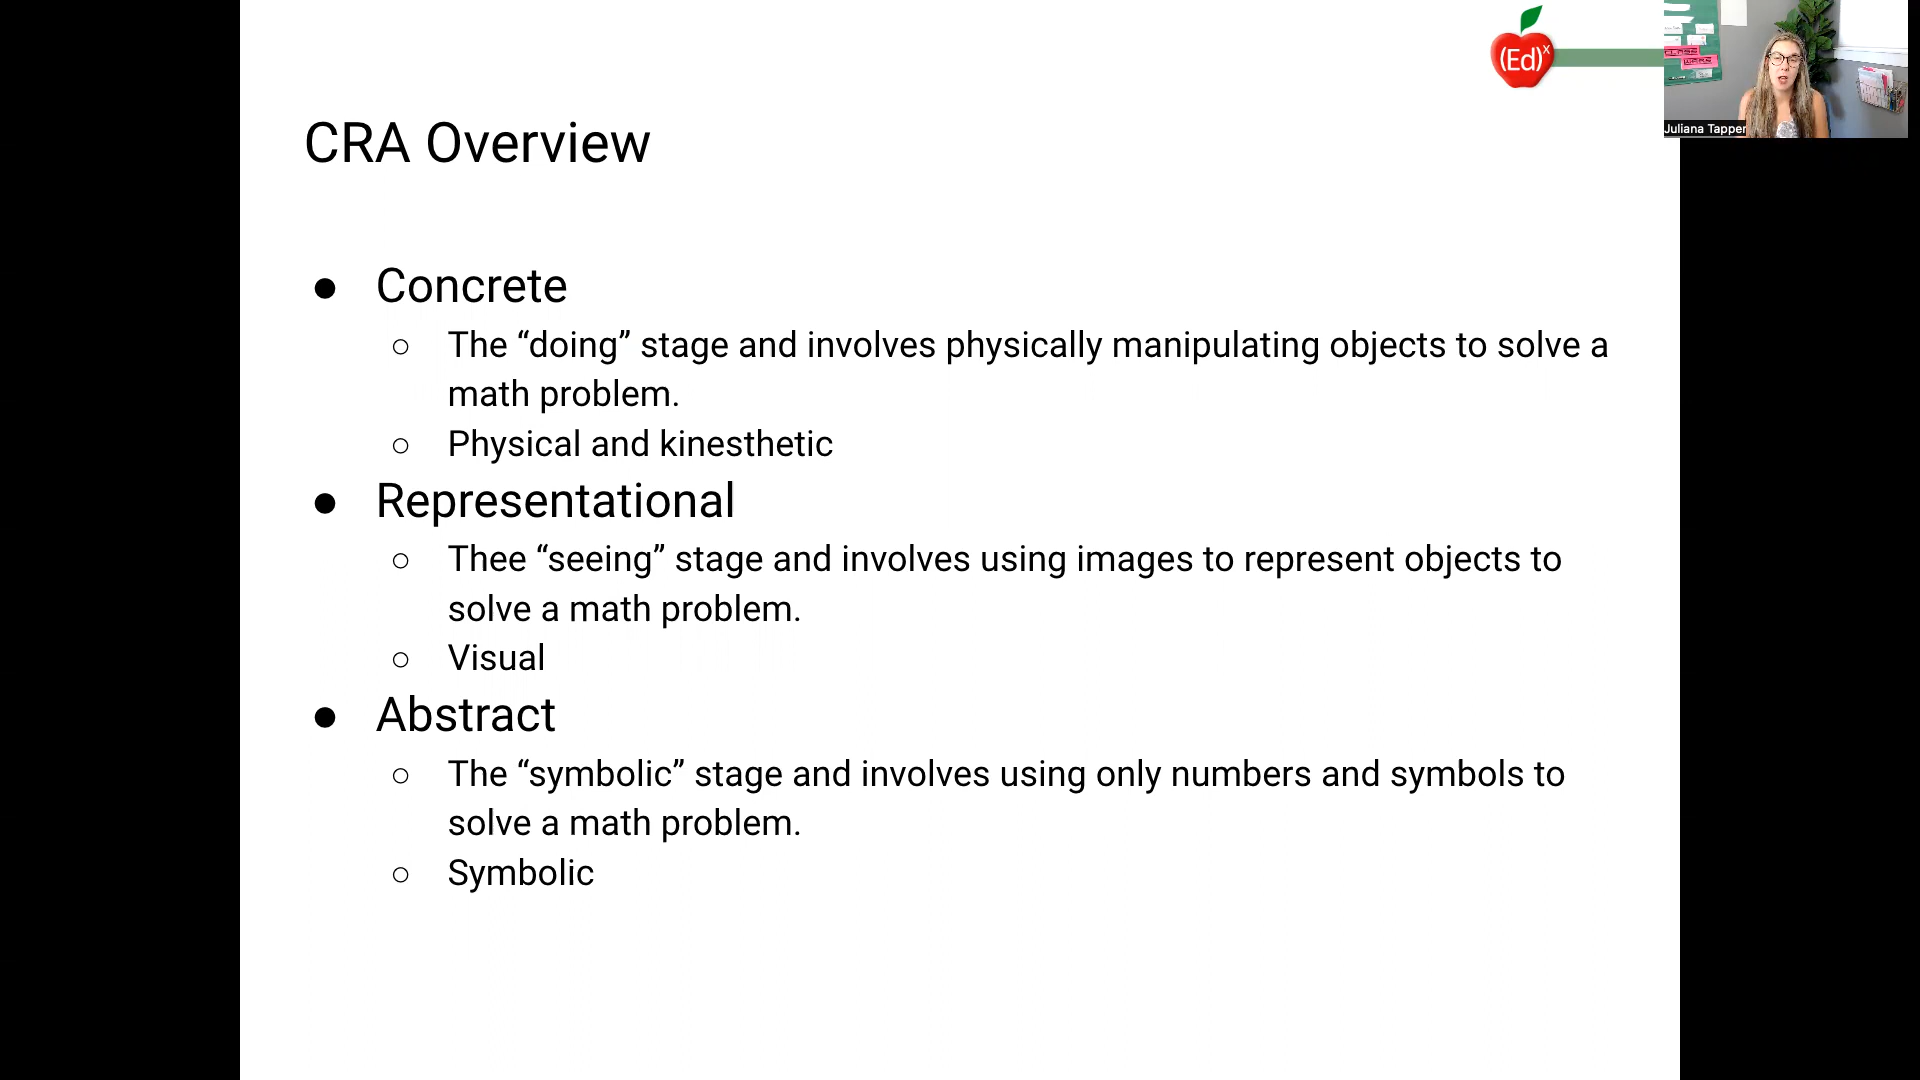 (Ed)x
Juliana Tapper
CRA Overview
● Concrete
○ The “doing” stage and involves physically manipulating objects to solve a
math problem.
○ Physical and kinesthetic
● Representational
○ Thee “seeing” stage and involves using images to represent objects to
solve a math problem.
○ Visual
● Abstract
○ The “symbolic” stage and involves using only numbers and symbols to
solve a math problem.
○ Symbolic